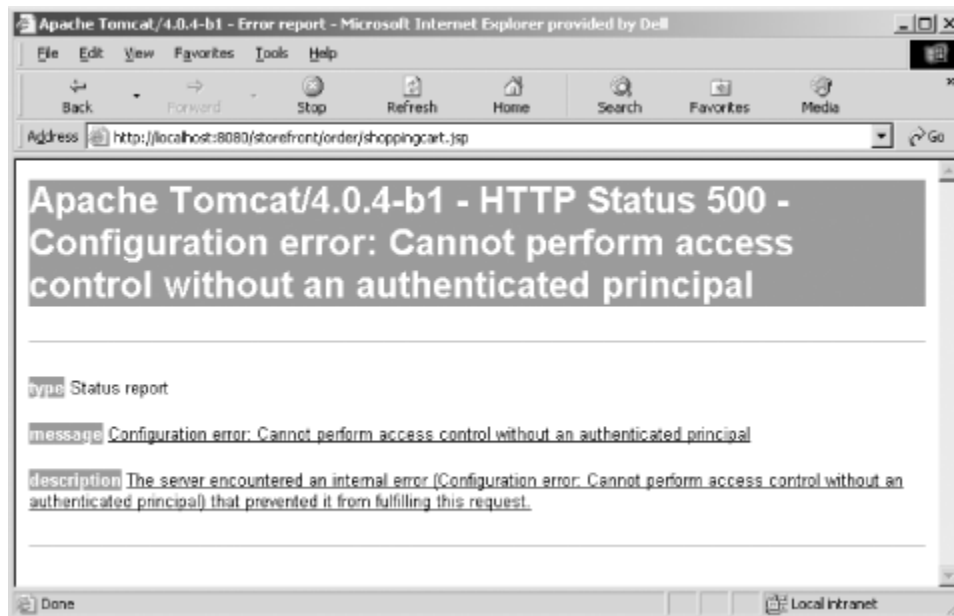 Apache Tomcat/4.0.4-b1 - Error report - Microsoft Internet Explorer provided by Dell
File Edit View Favorites Tools Help
Back Forward Stop Refresh Home Search Favorites Media
Address http://localhost:8080/storefront/order/shoppingcart.jsp Go
Apache Tomcat/4.0.4-b1 - HTTP Status 500 -
Configuration error: Cannot perform access
control without an authenticated principal
type Status report
message Configuration error: Cannot perform access control without an authenticated principal
description The server encountered an internal error (Configuration error: Cannot perform access control without an
authenticated principal) that prevented it from fulfilling this request.
Done Local intranet